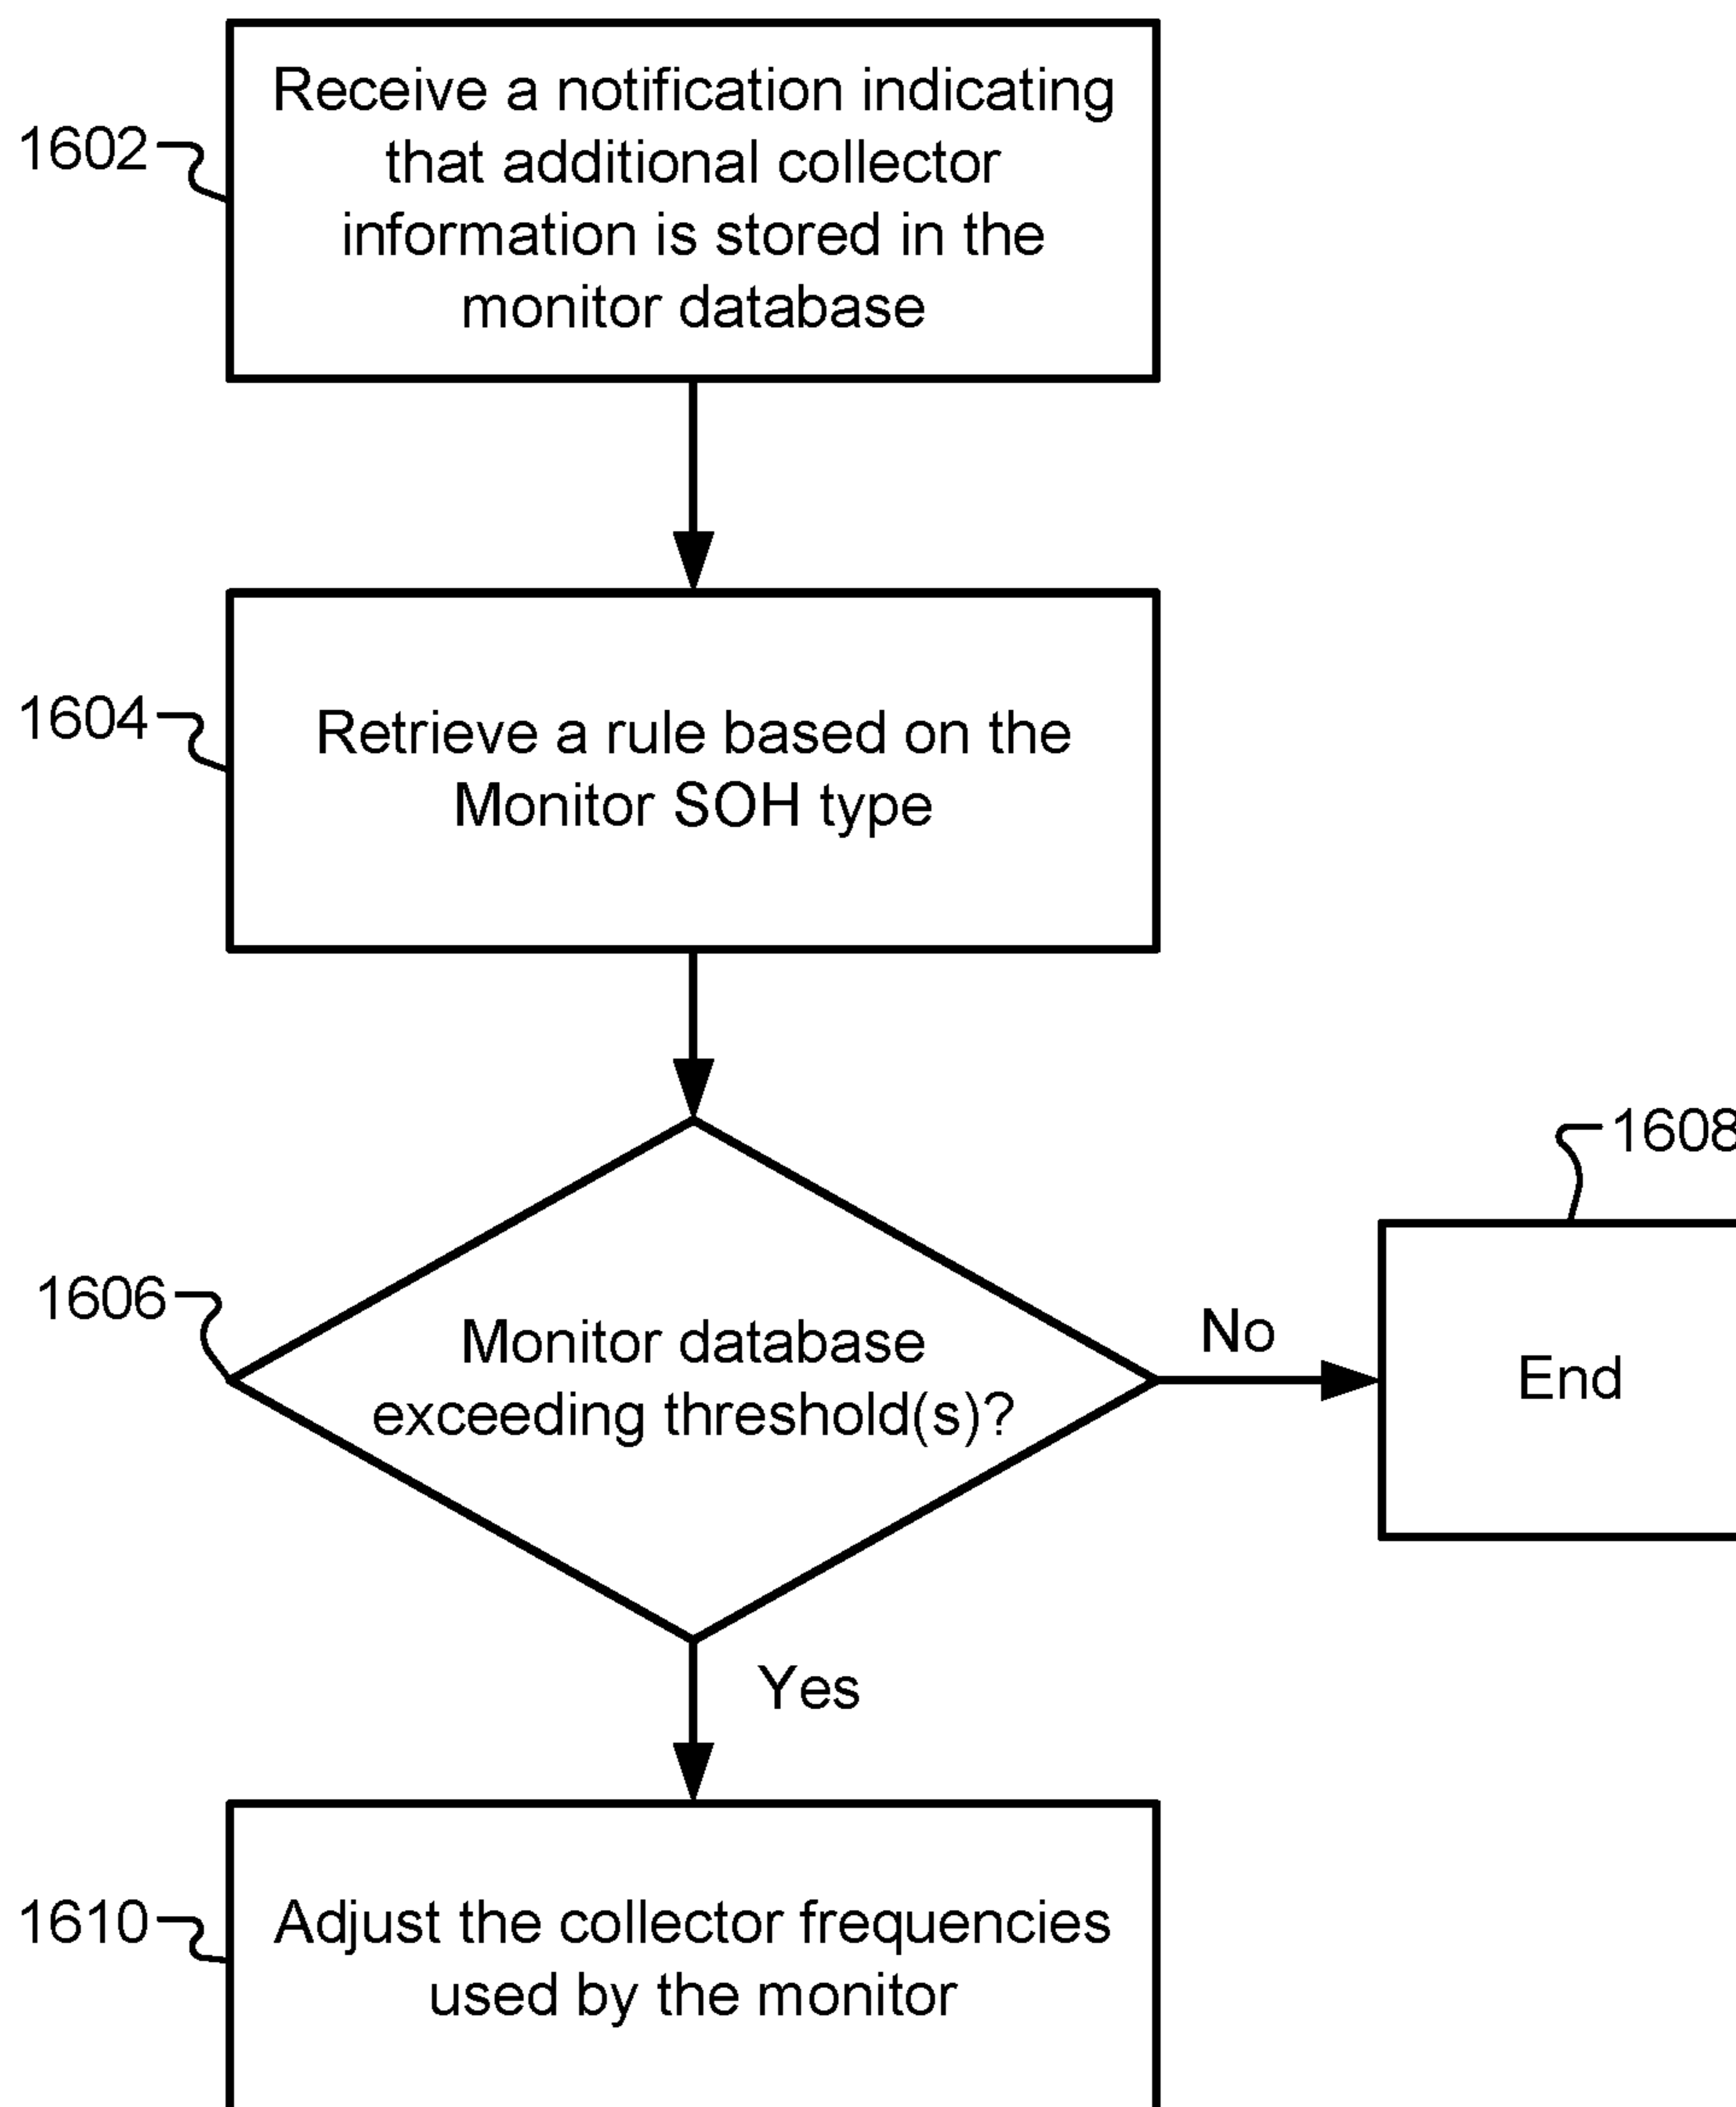 1602
Receive a notification indicating
that additional collector
information is stored in the
monitor database
1604
Retrieve a rule based on the
Monitor SOH type
1606
Monitor database
exceeding threshold(s)?
No
1608
End
Yes
1610
Adjust the collector frequencies
used by the monitor